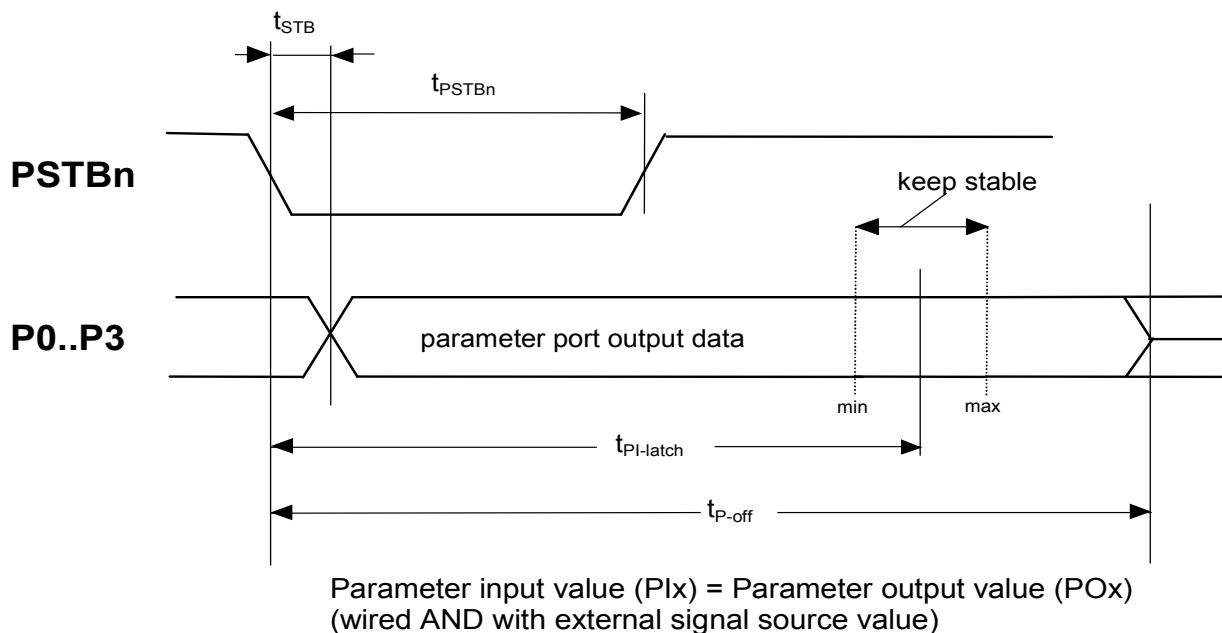 tSTB
tPSTBn
PSTBn
keep stable
P0..P3
parameter port output data
min
max
tPI-latch
tP-off
Parameter input value (PIx) = Parameter output value (POx)
(wired AND with external signal source value)